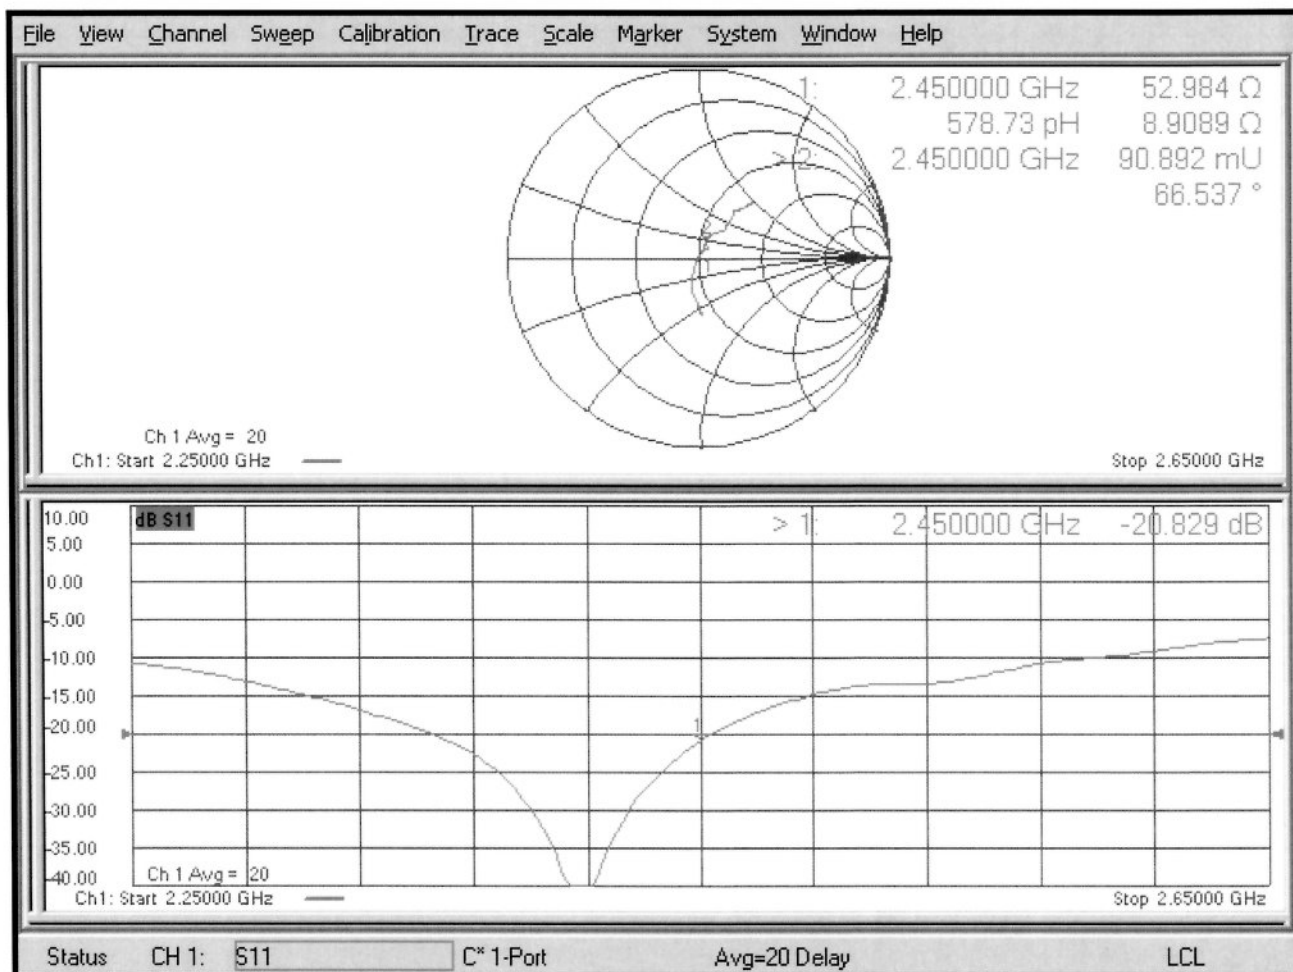 File View Channel Sweep Calibration Trace Scale Marker System Window Help
1: 2.450000 GHz 52.984 Ω
578.73 pH 8.9089 Ω
> 2: 2.450000 GHz 90.892 mU
66.537 °
2
Ch 1 Avg = 20
Ch1: Start 2.25000 GHz Stop 2.65000 GHz
dB S11
> 1: 2.450000 GHz -20.829 dB
10.00
5.00
0.00
-5.00
-10.00
-15.00
-20.00
-25.00
-30.00
-35.00
-40.00
1
Ch 1 Avg = 20
Ch1: Start 2.25000 GHz Stop 2.65000 GHz
Status CH 1: S11 C* 1-Port Avg=20 Delay LCL